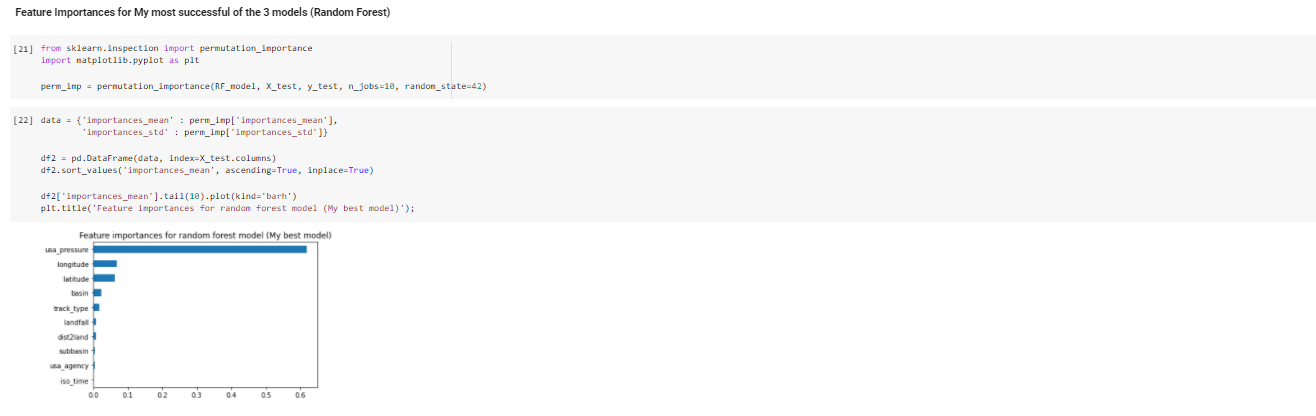 Feature Importances for My most successful of the 3 models (Random Forest)
[21] from sklearn.inspection import permutation_importance
import matplotlib.pyplot as plt
perm_imp = permutation_importance(RF_model, X_test, y_test, n_jobs=10, random_state=42)
[22] data = {'importances_mean' : perm_imp['importances_mean'],
'importances_std' : perm_imp['importances_std']}
df2 = pd.DataFrame(data, index=X_test.columns)
df2.sort_values('importances_mean', ascending=True, inplace=True)
df2['importances_mean'].tail(10).plot(kind='barh')
plt.title('Feature importances for random forest model (My best model)');
Feature importances for random forest model (My best model)
usa_pressure
longitude
latitude
basin
track_type
landfall
dist2land
subbasin
usa_agency
iso_time
0.0 0.1 0.2 0.3 0.4 0.5 0.6